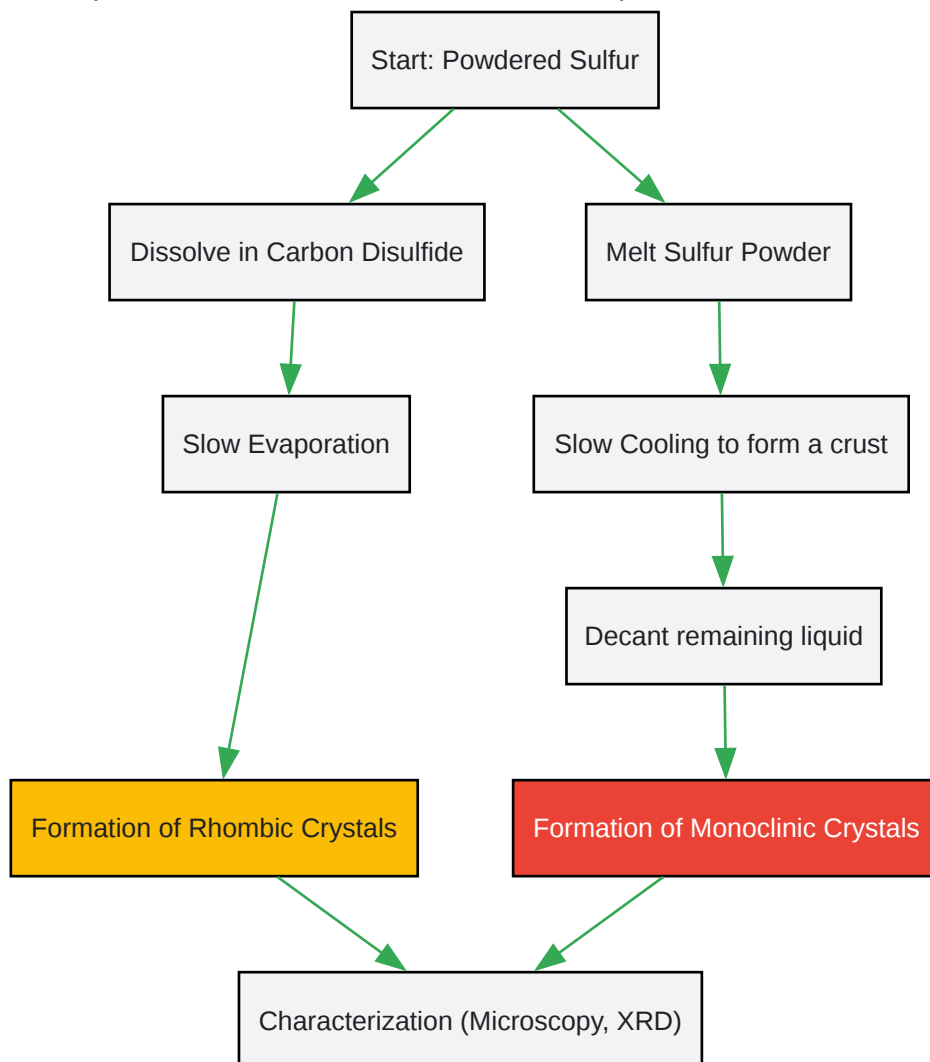 Start: Powdered Sulfur
Dissolve in Carbon Disulfide
Melt Sulfur Powder
Slow Evaporation
Slow Cooling to form a crust
Decant remaining liquid
Formation of Rhombic Crystals
Formation of Monoclinic Crystals
Characterization (Microscopy, XRD)